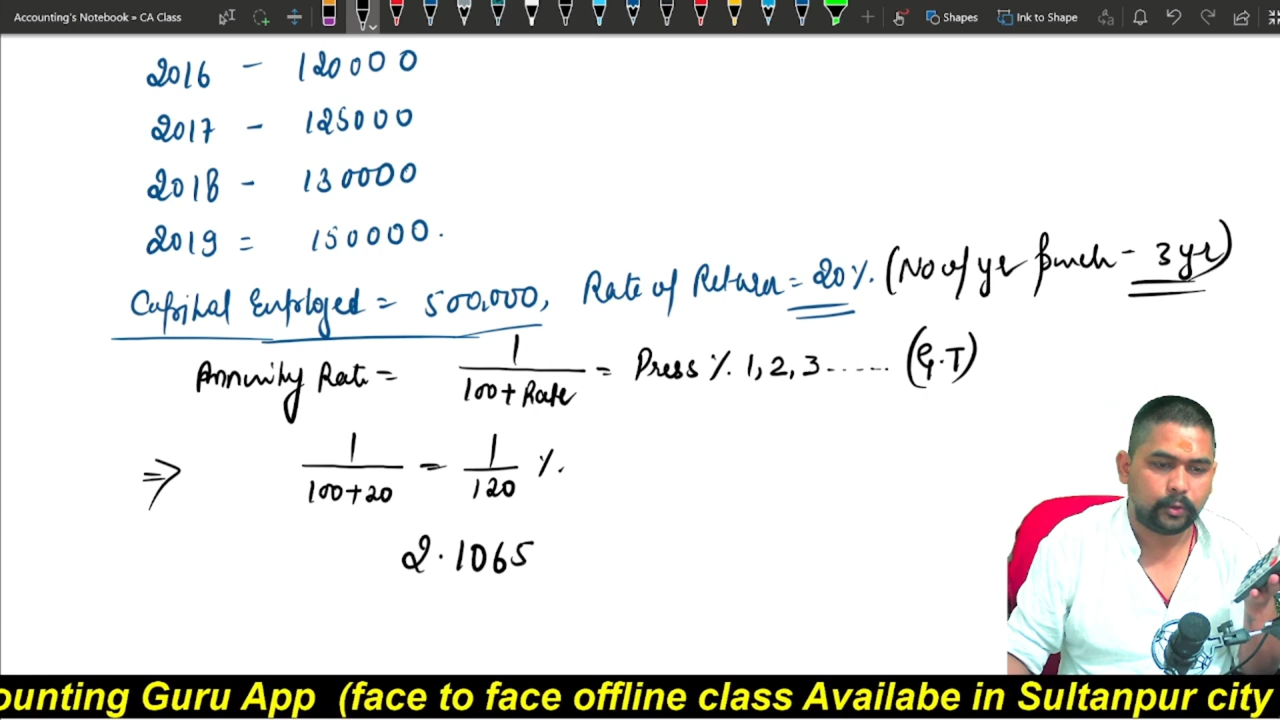 Accounting's Notebook » CA Class
Shapes
Ink to Shape
2016 - 120000
2017 - 125000
2018 - 130000
2019 = 150000.
Capital Employed = 500,000, Rate of Return = 20%. (No of yr purch - 3 yr)
Annuity Rate = 1 / 100 + Rate = Press % 1, 2, 3 ...... (G.T)
⇒ 1 / 100+20 = 1 / 120 %
2.1065
ounting Guru App (face to face offline class Availabe in Sultanpur city